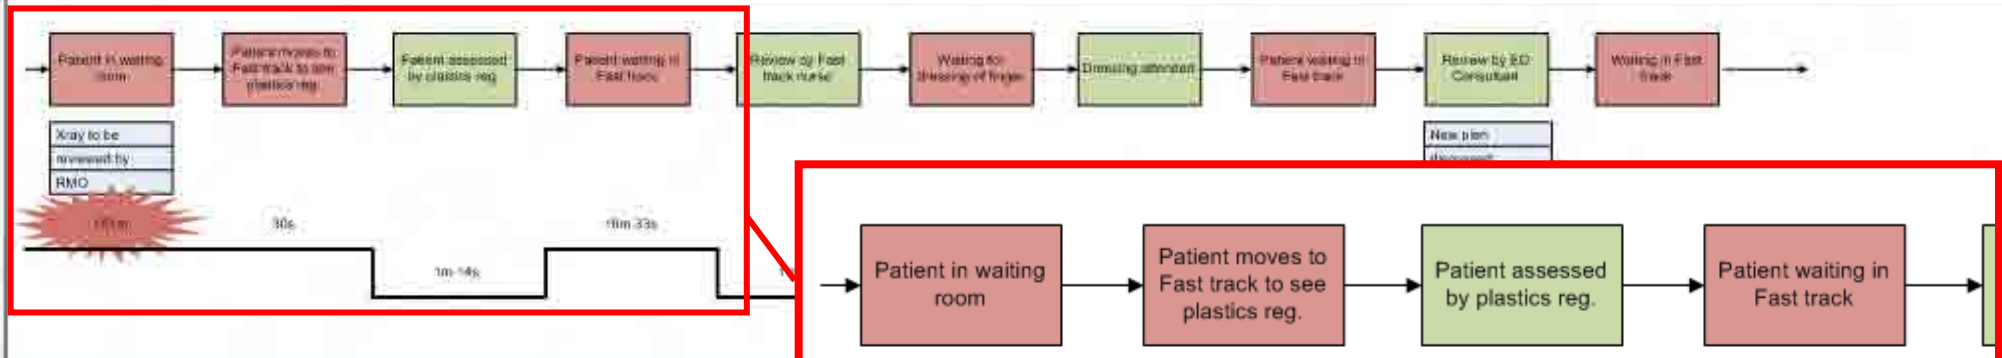 Patient in waiting
room
Patient moves to
Fast track to see
plastics reg.
Patient assessed
by plastics reg.
Patient waiting in
Fast track
Review by Fast
track nurse
Waiting for
dressing of finger
Dressing attended
Patient waiting in
Fast track
Review by ED
Consultant
Waiting in Fast
track
Xray to be
reviewed by
RMO
New plan
30s
1m 14s
Patient in waiting
room
Patient moves to
Fast track to see
plastics reg.
Patient assessed
by plastics reg.
Patient waiting in
Fast track